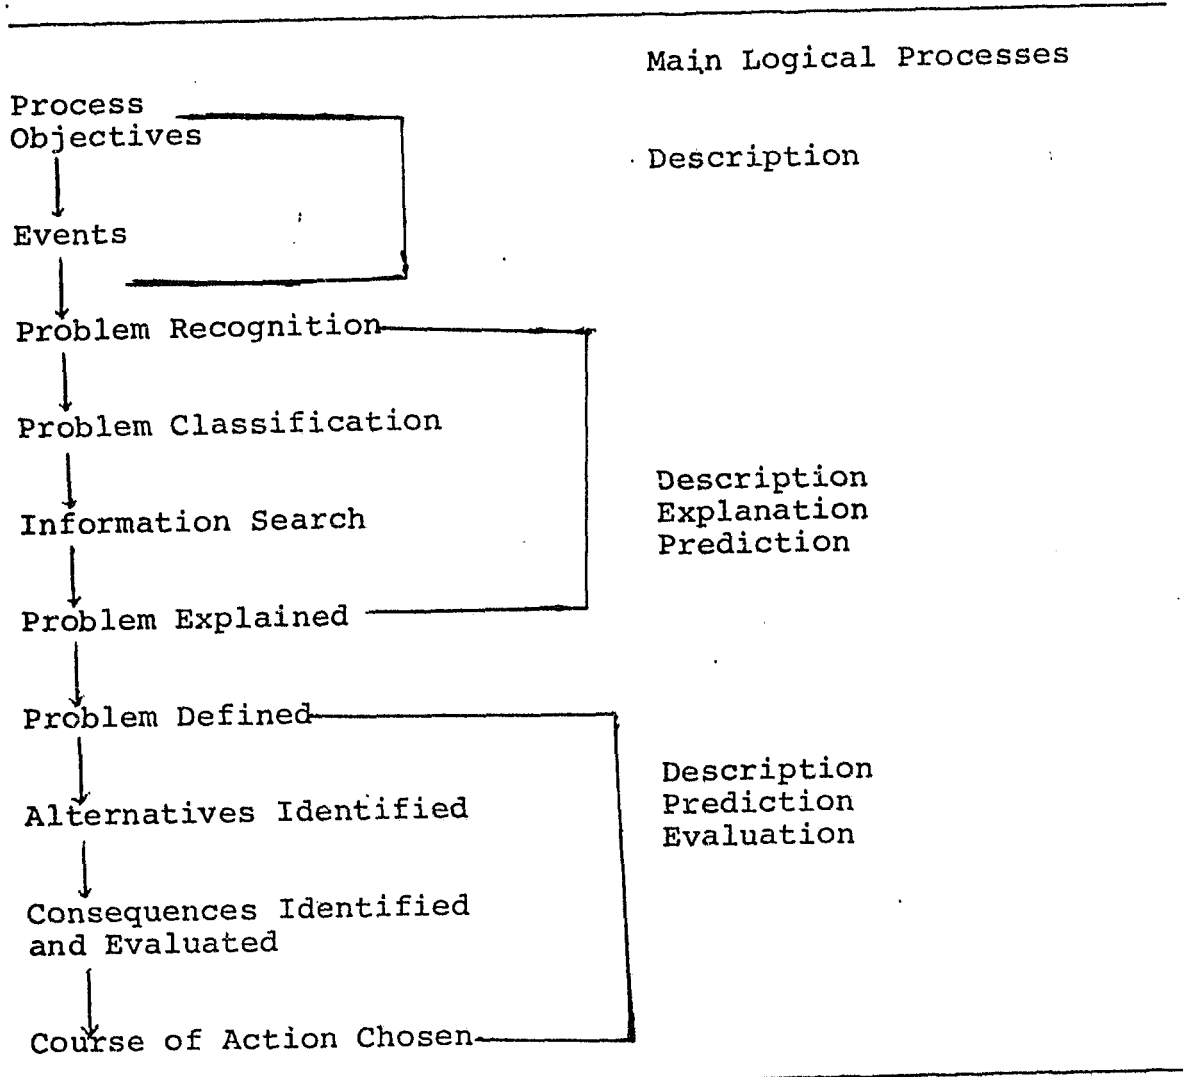 Main Logical Processes
Process
Objectives
Description
Events
Problem Recognition
Problem Classification
Description
Explanation
Prediction
Information Search
Problem Explained
Problem Defined
Description
Prediction
Evaluation
Alternatives Identified
Consequences Identified
and Evaluated
Course of Action Chosen